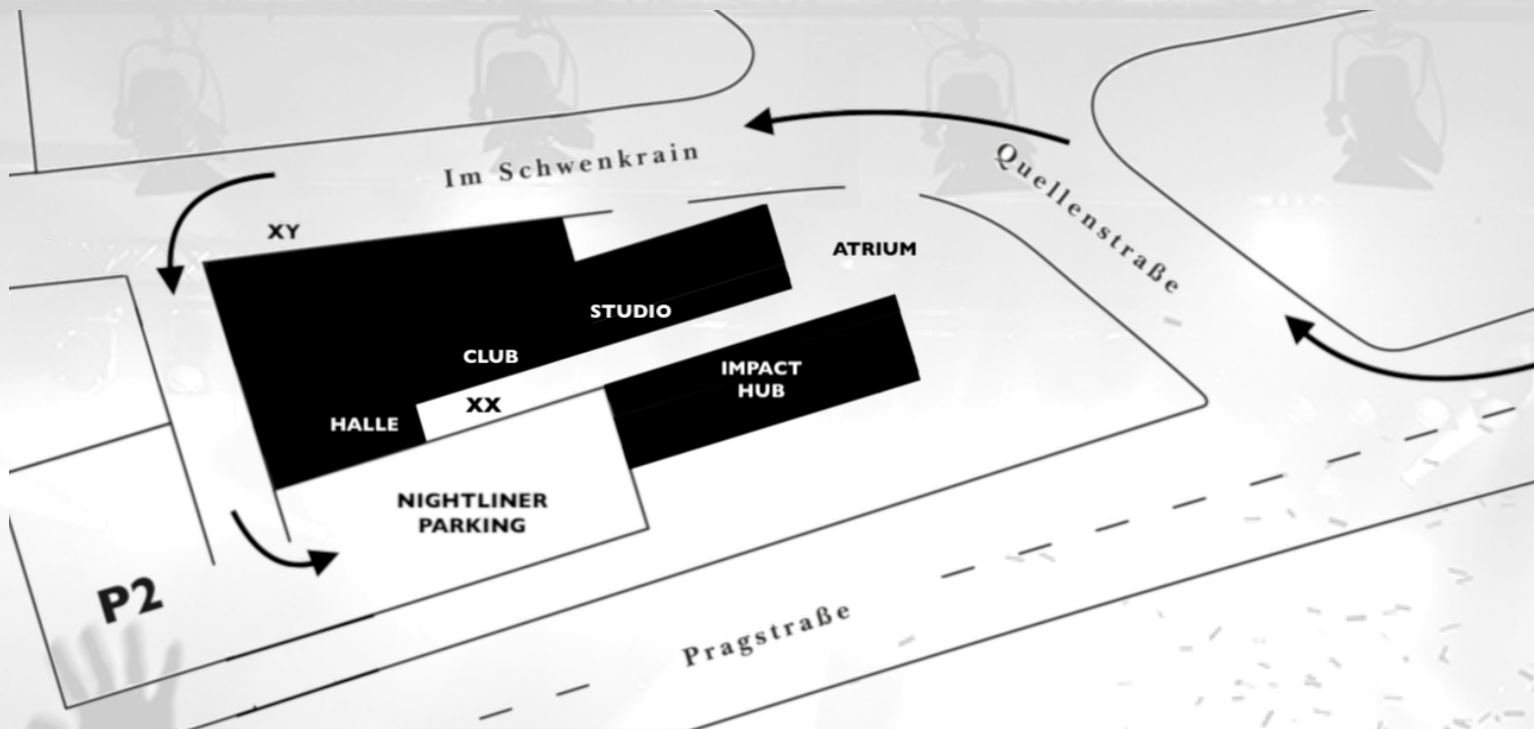 Im Schwenkrain
Quellenstraße
XY
ATRIUM
STUDIO
CLUB
IMPACT
HUB
XX
HALLE
NIGHTLINER
PARKING
P2
Pragstraße